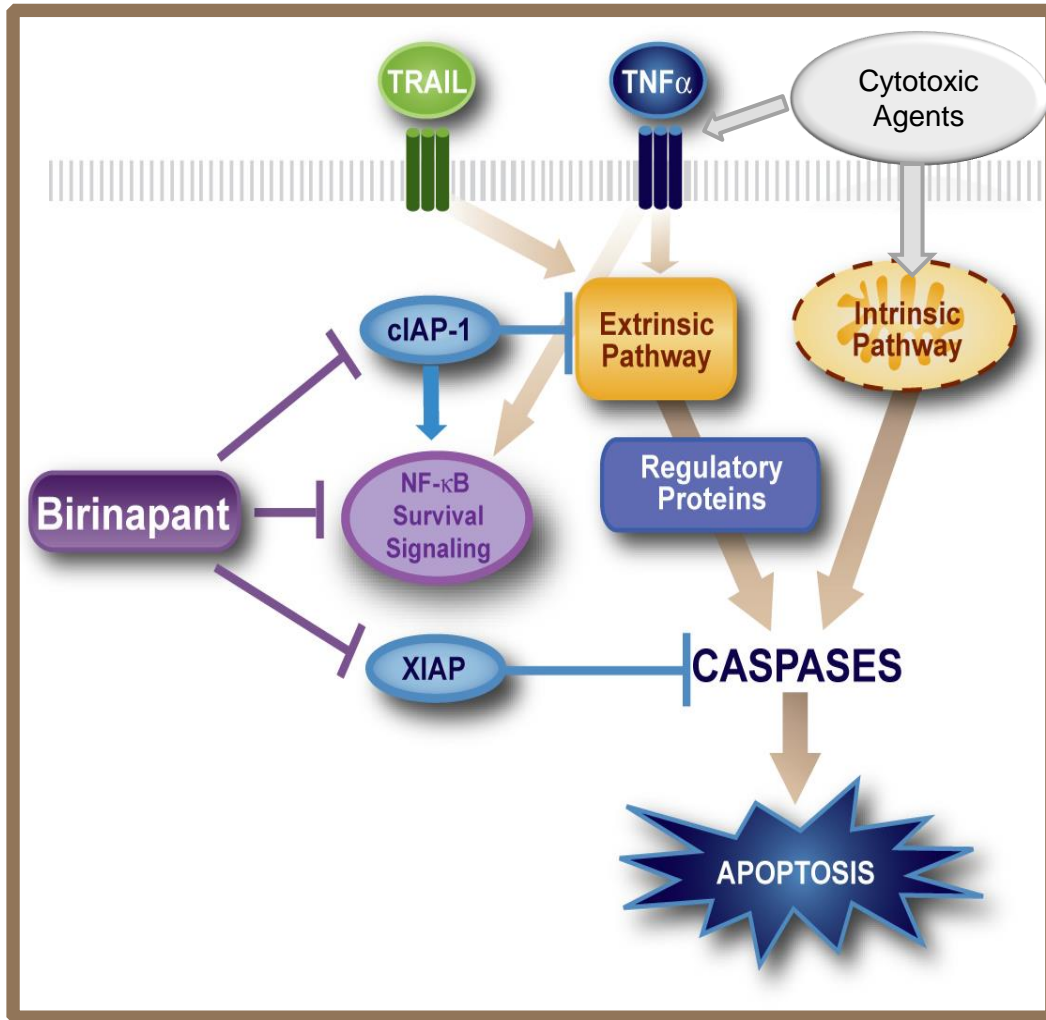 TRAIL
TNFα
Cytotoxic
Agents
cIAP-1
Extrinsic
Pathway
Intrinsic
Pathway
Regulatory
Proteins
NF-κB
Survival
Signaling
Birinapant
XIAP
CASPASES
APOPTOSIS